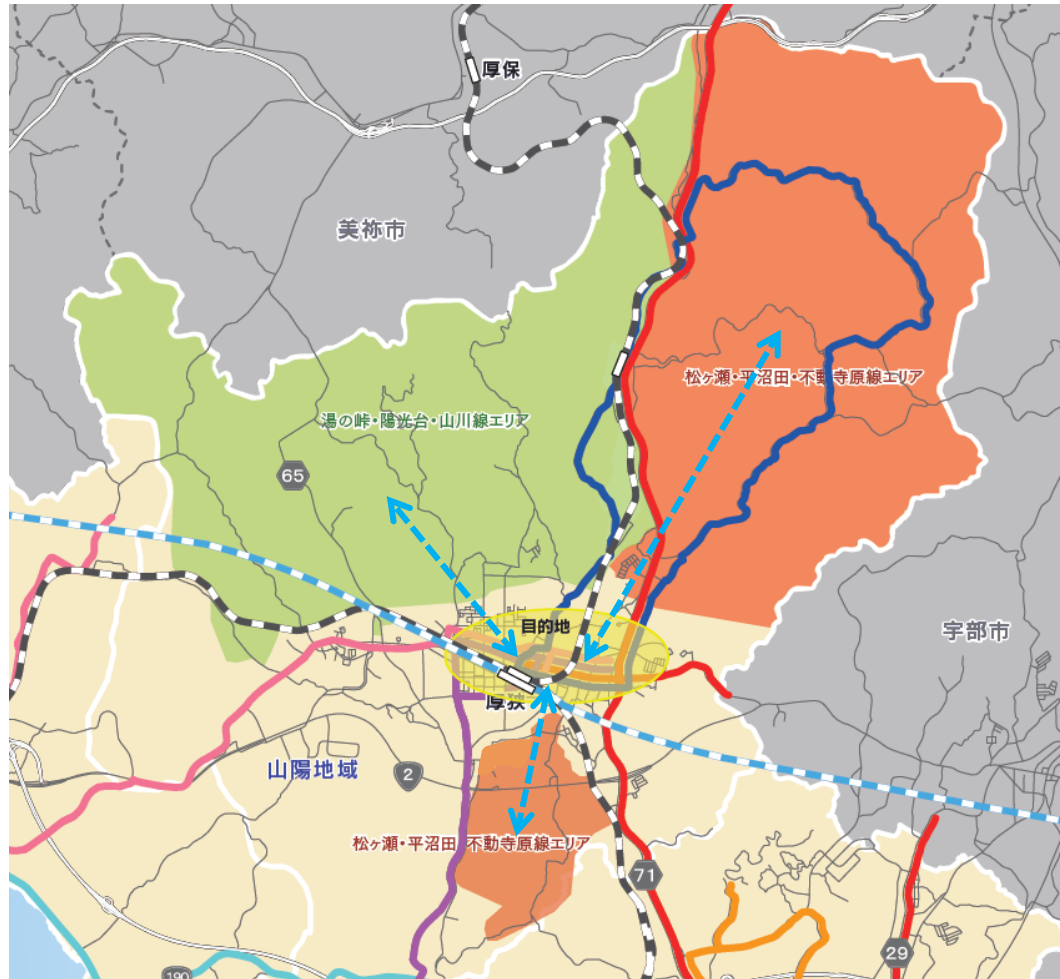 厚保
美祢市
松ヶ瀬・平沼田・不動寺原線エリア
湯の峠・陽光台・山川線エリア
65
目的地
宇部市
厚狭
山陽地域
2
松ヶ瀬・平沼田・不動寺原線エリア
71
29
190